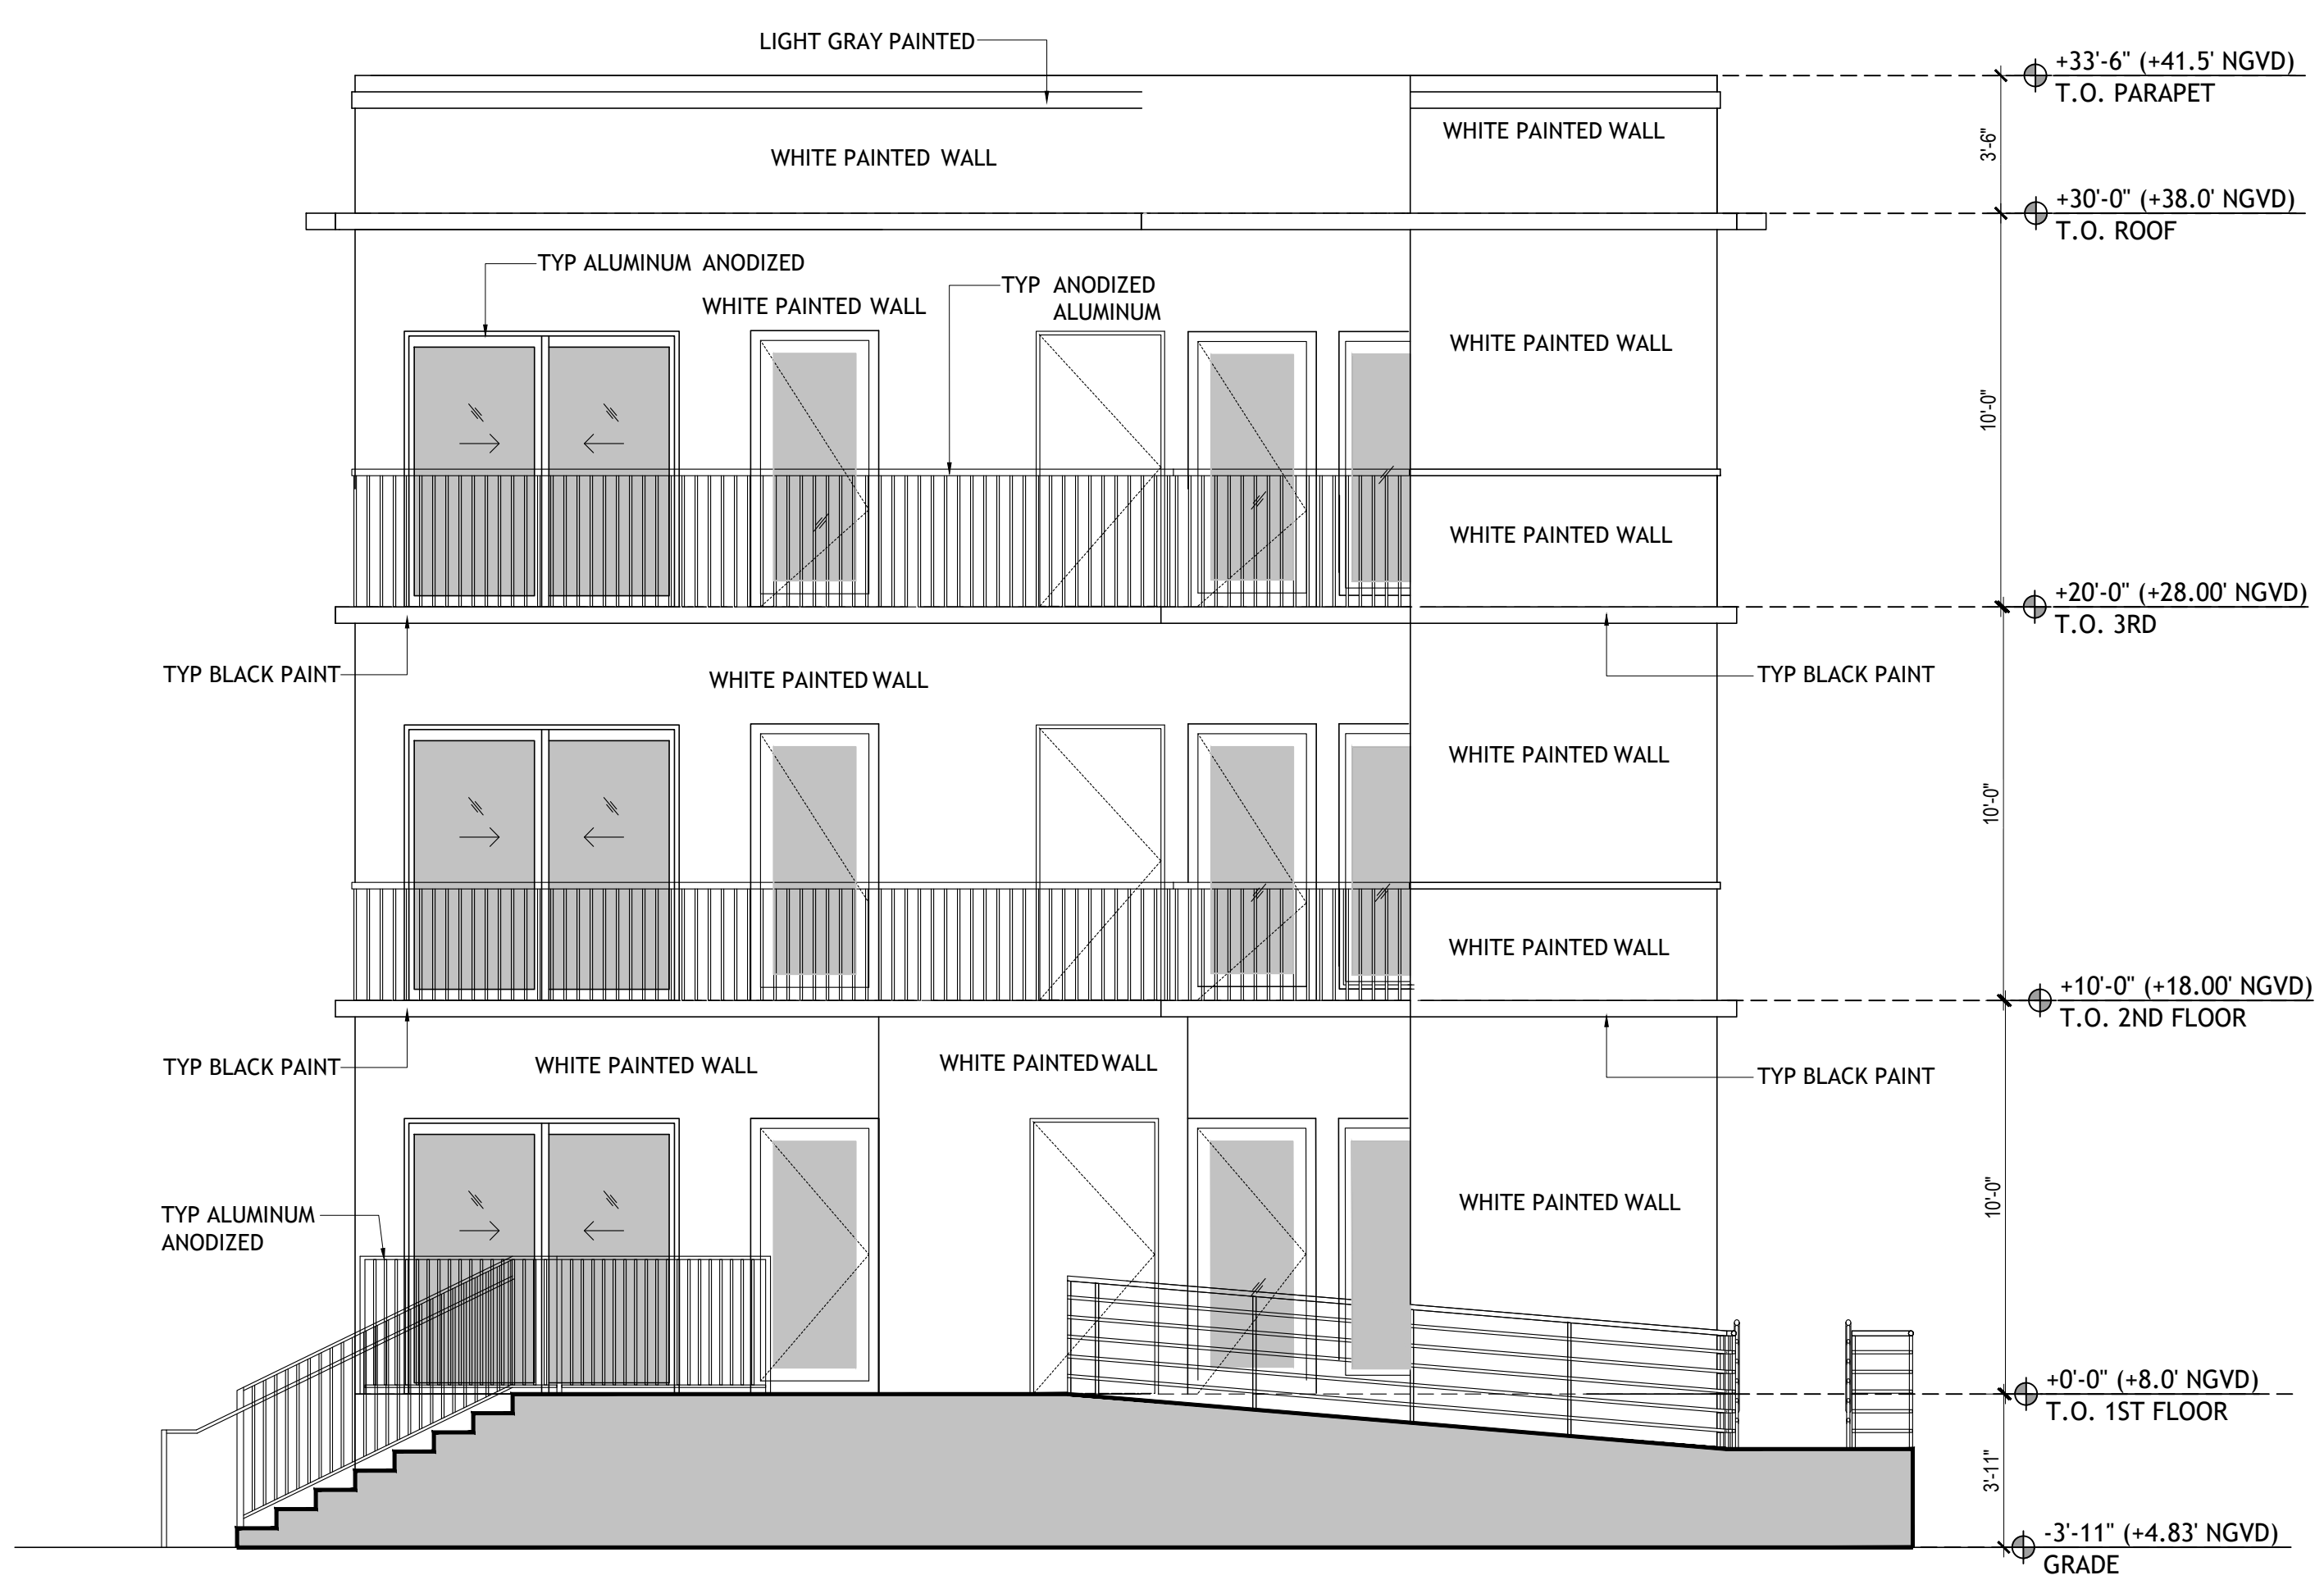 LIGHT GRAY PAINTED
+33'-6" (+41.5' NGVD)
T.O. PARAPET
WHITE PAINTED WALL
WHITE PAINTED WALL
3'-6"
+30'-0" (+38.0' NGVD)
T.O. ROOF
TYP ALUMINUM ANODIZED
TYP ANODIZED
ALUMINUM
WHITE PAINTED WALL
WHITE PAINTED WALL
10'-0"
WHITE PAINTED WALL
+20'-0" (+28.00' NGVD)
T.O. 3RD
TYP BLACK PAINT
WHITE PAINTED WALL
TYP BLACK PAINT
WHITE PAINTED WALL
10'-0"
WHITE PAINTED WALL
+10'-0" (+18.00' NGVD)
T.O. 2ND FLOOR
TYP BLACK PAINT
WHITE PAINTED WALL
WHITE PAINTED WALL
TYP BLACK PAINT
WHITE PAINTED WALL
10'-0"
TYP ALUMINUM
ANODIZED
+0'-0" (+8.0' NGVD)
T.O. 1ST FLOOR
3'-11"
-3'-11" (+4.83' NGVD)
GRADE